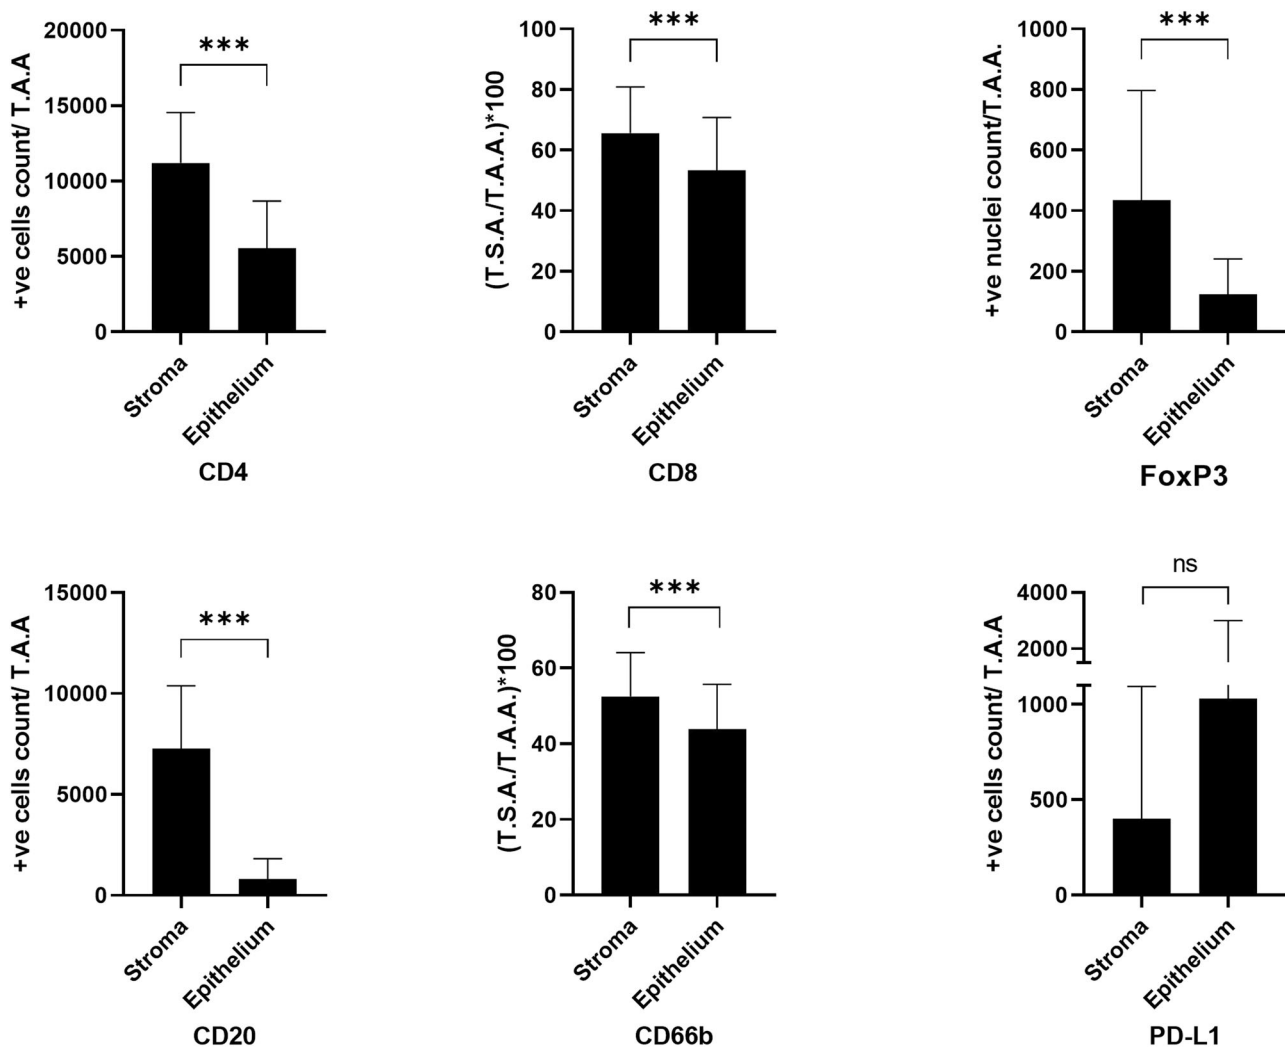 +ve cells count/ T.A.A
20000
15000
10000
5000
0
***
Stroma
Epithelium
CD4
(T.S.A./T.A.A.)*100
100
80
60
40
20
0
***
Stroma
Epithelium
CD8
+ve nuclei count/T.A.A.
1000
800
600
400
200
0
***
Stroma
Epithelium
FoxP3
+ve cells count/ T.A.A
15000
10000
5000
0
***
Stroma
Epithelium
CD20
(T.S.A./T.A.A.)*100
80
60
40
20
0
***
Stroma
Epithelium
CD66b
+ve cells count/ T.A.A
4000
2000
1000
500
0
ns
Stroma
Epithelium
PD-L1